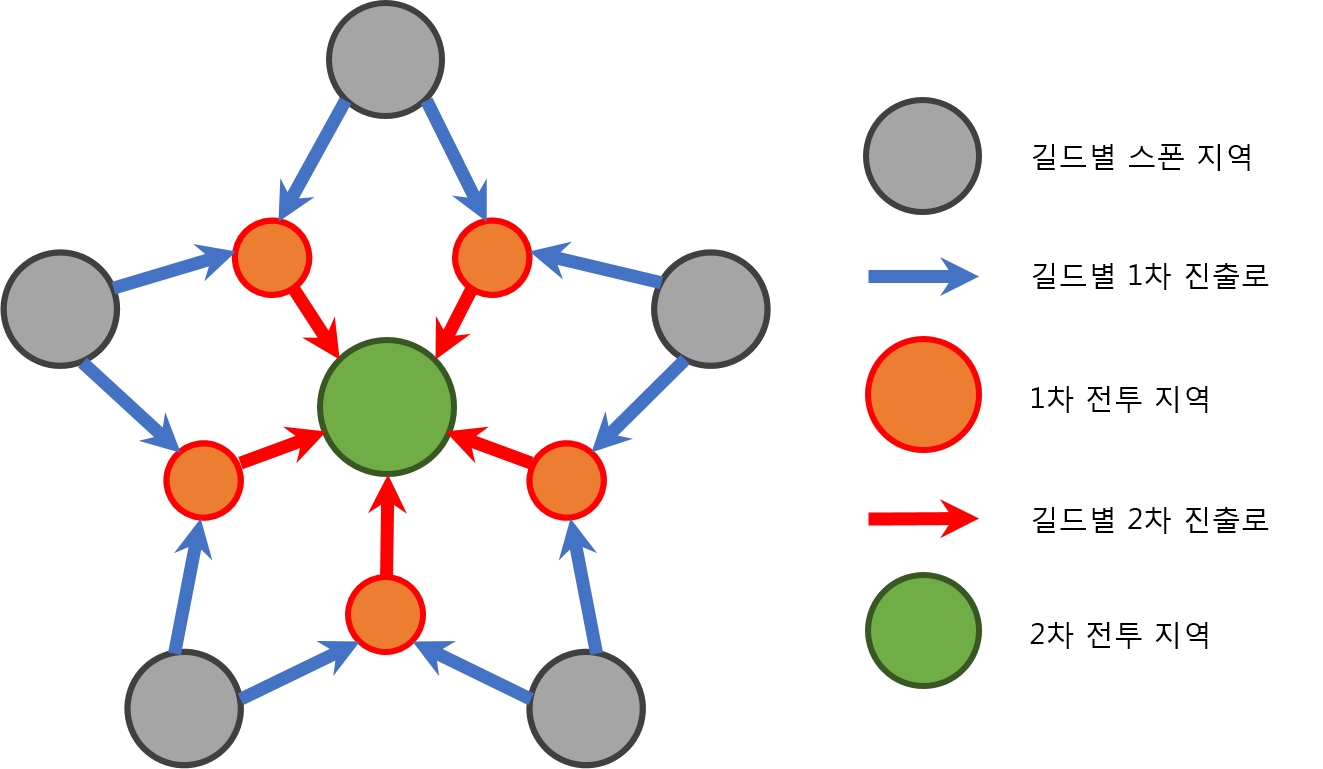 길드별 스폰 지역
길드별 1차 진출로
1차 전투 지역
길드별 2차 진출로
2차 전투 지역